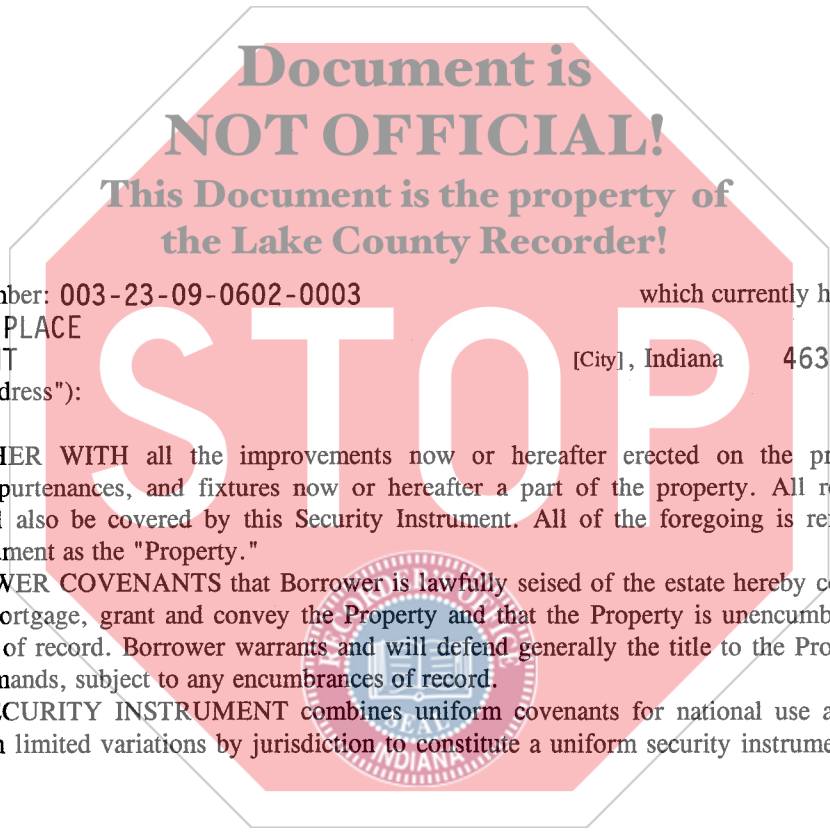 Document is
NOT OFFICIAL!
This Document is the property of
the Lake County Recorder!
nber: 003-23-09-0602-0003 which currently h
PLACE
[City], Indiana 463
dress"):
STOP
HER WITH all the improvements now or hereafter erected on the pr
purtenances, and fixtures now or hereafter a part of the property. All r
also be covered by this Security Instrument. All of the foregoing is re
ment as the "Property."
WER COVENANTS that Borrower is lawfully seised of the estate hereby c
ortgage, grant and convey the Property and that the Property is unencumb
of record. Borrower warrants and will defend generally the title to the Pro
mands, subject to any encumbrances of record.
CURITY INSTRUMENT combines uniform covenants for national use a
limited variations by jurisdiction to constitute a uniform security instrume
RECORDER'S OFFICE
SEAL
INDIANA